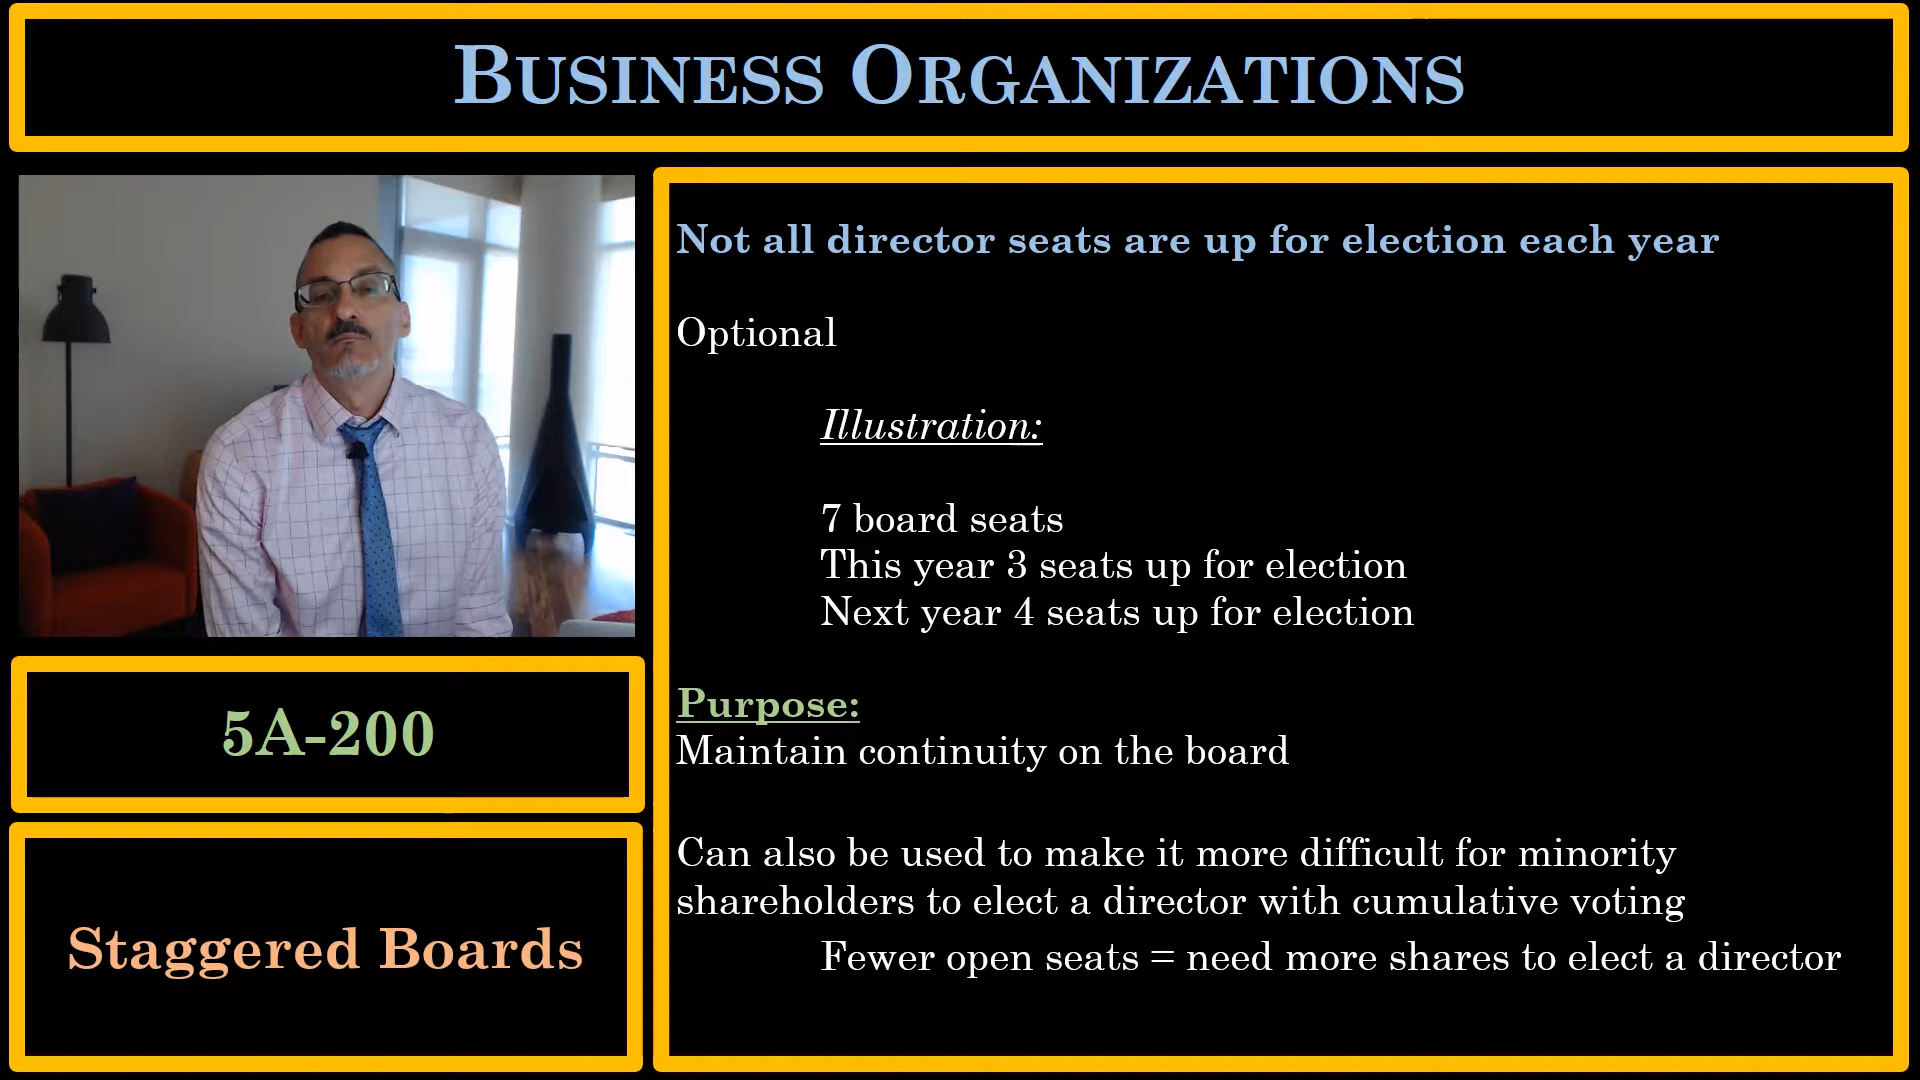 BUSINESS ORGANIZATIONS
Not all director seats are up for election each year
Optional
Illustration:
7 board seats
This year 3 seats up for election
Next year 4 seats up for election
Purpose:
Maintain continuity on the board
Can also be used to make it more difficult for minority
shareholders to elect a director with cumulative voting
Fewer open seats = need more shares to elect a director
5A-200
Staggered Boards